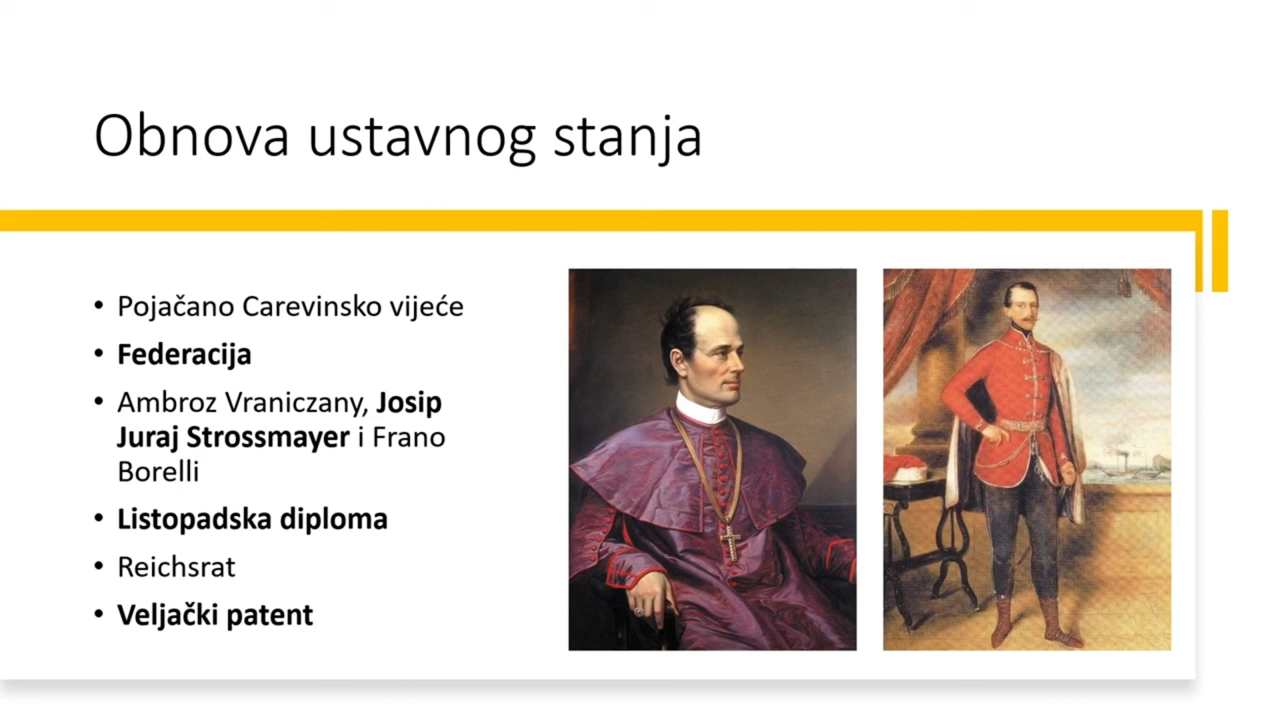 Obnova ustavnog stanja
• Pojačano Carevinsko vijeće
• Federacija
• Ambroz Vraniczany, Josip
Juraj Strossmayer i Frano
Borelli
• Listopadska diploma
• Reichsrat
• Veljački patent